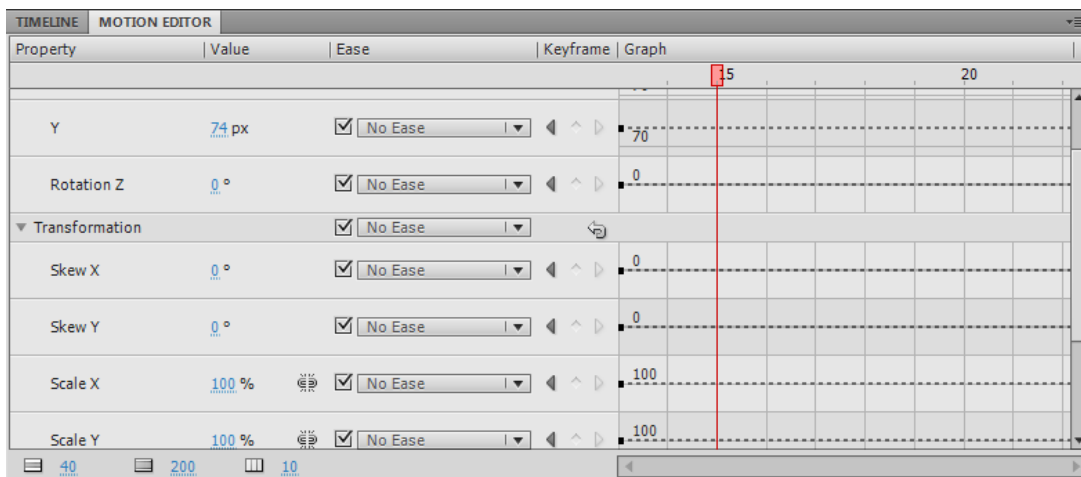 TIMELINE MOTION EDITOR
Property Value Ease Keyframe Graph
15 20
Y 74 px No Ease 70
Rotation Z 0 ° No Ease 0
Transformation No Ease
Skew X 0 ° No Ease 0
Skew Y 0 ° No Ease 0
Scale X 100 % No Ease 100
Scale Y 100 % No Ease 100
40 200 10